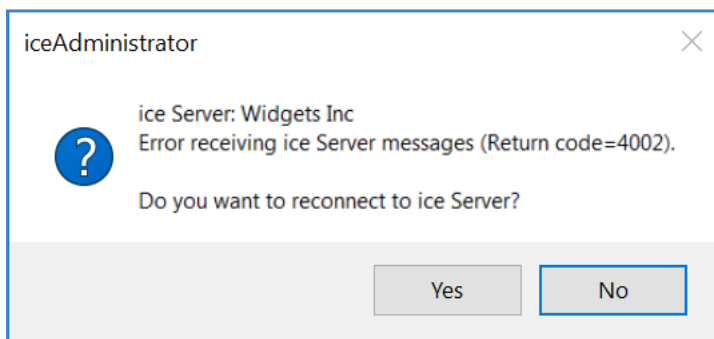 iceAdministrator
ice Server: Widgets Inc
Error receiving ice Server messages (Return code=4002).
Do you want to reconnect to ice Server?
Yes No